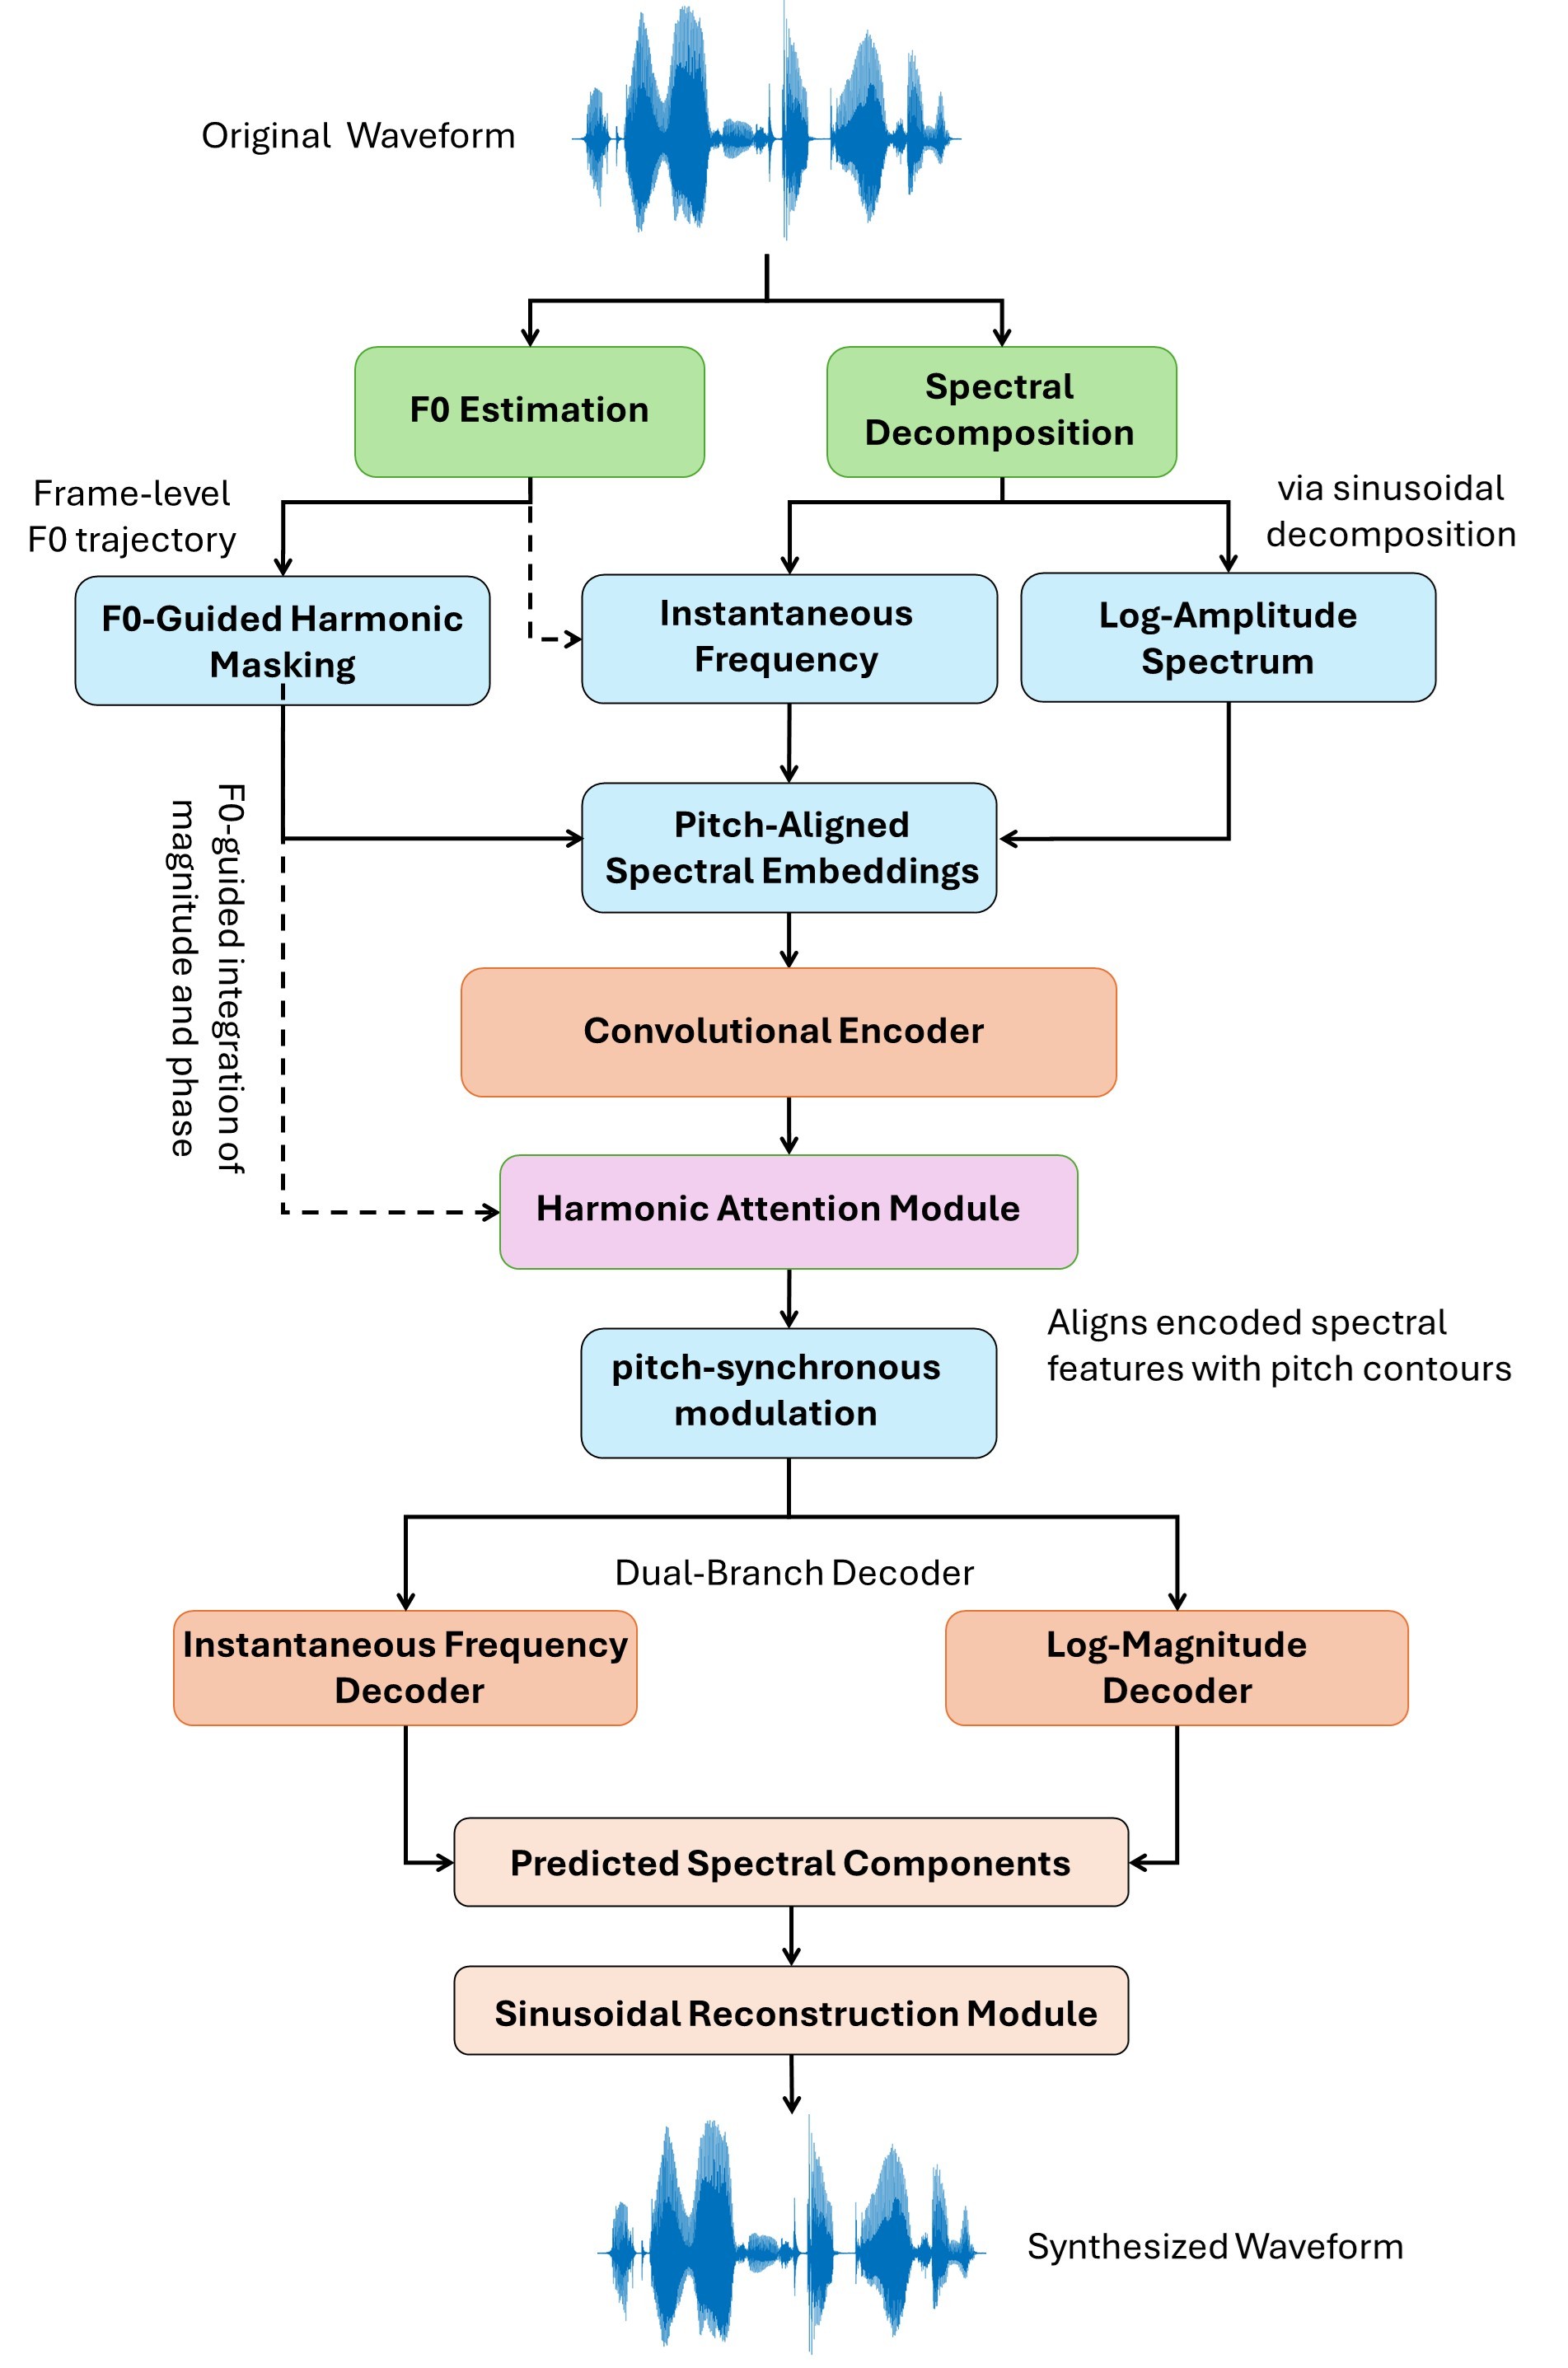 Original Waveform
F0 Estimation
Spectral
Decomposition
Frame-level
F0 trajectory
via sinusoidal
decomposition
F0-Guided Harmonic
Masking
Instantaneous
Frequency
Log-Amplitude
Spectrum
F0-guided integration of
magnitude and phase
Pitch-Aligned
Spectral Embeddings
Convolutional Encoder
Harmonic Attention Module
pitch-synchronous
modulation
Aligns encoded spectral
features with pitch contours
Dual-Branch Decoder
Instantaneous Frequency
Decoder
Log-Magnitude
Decoder
Predicted Spectral Components
Sinusoidal Reconstruction Module
Synthesized Waveform